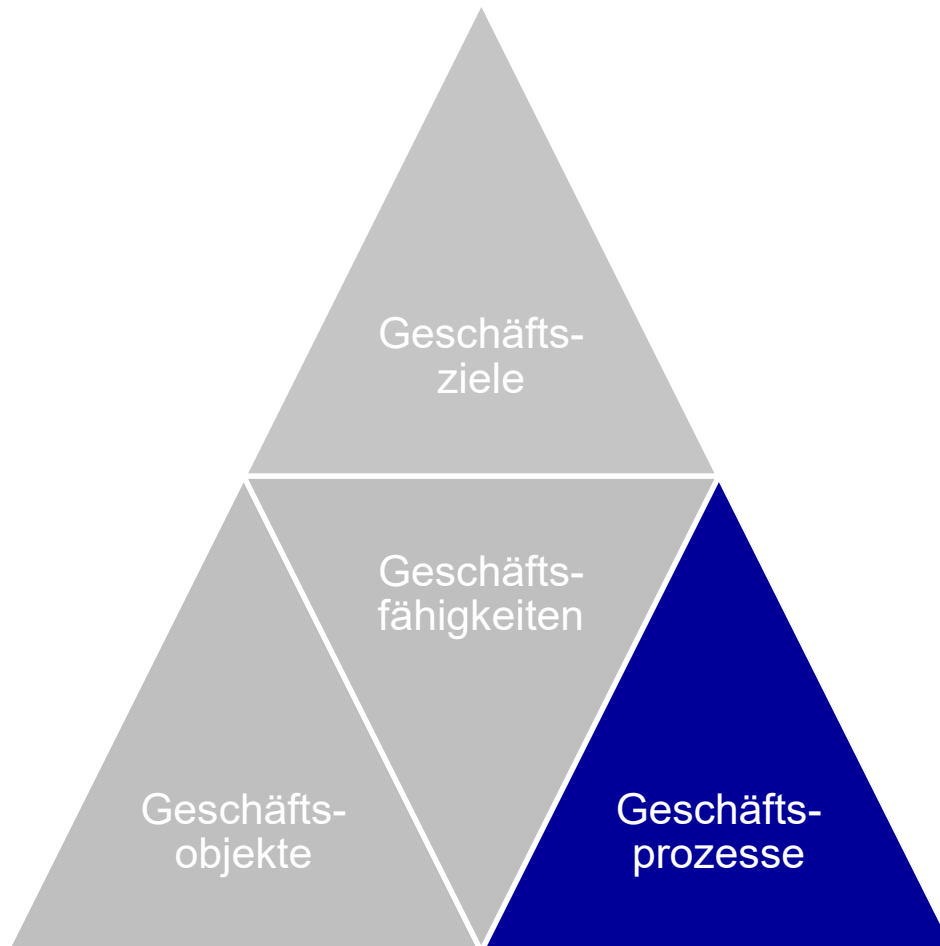 Geschäfts-
ziele
Geschäfts-
fähigkeiten
Geschäfts-
objekte
Geschäfts-
prozesse